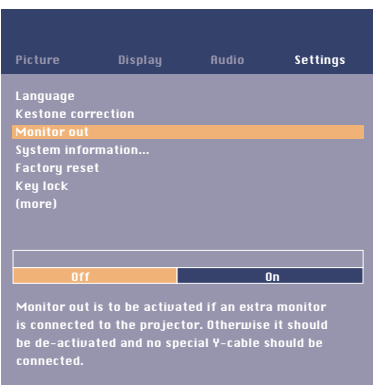 Picture Display Audio Settings
Language
Kestone correction
Monitor out
System information...
Factory reset
Key lock
(more)
Off On
Monitor out is to be activated if an extra monitor
is connected to the projector. Otherwise it should
be de-activated and no special Y-cable should be
connected.